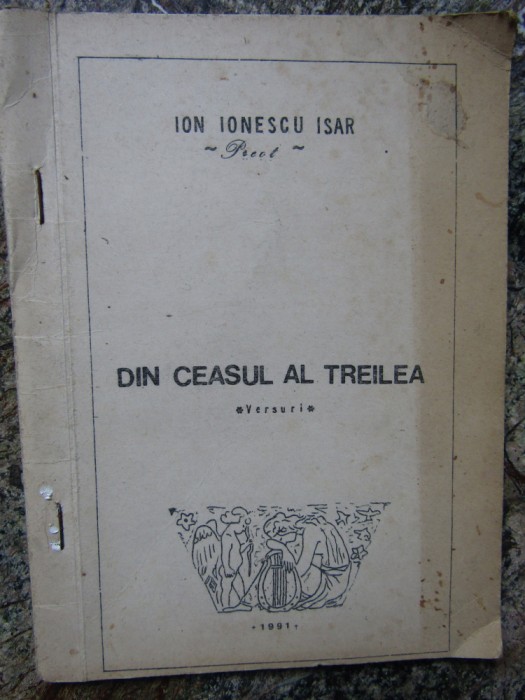 ION IONESCU ISAR
~ Preot ~
DIN CEASUL AL TREILEA
*Versuri*
+1991+